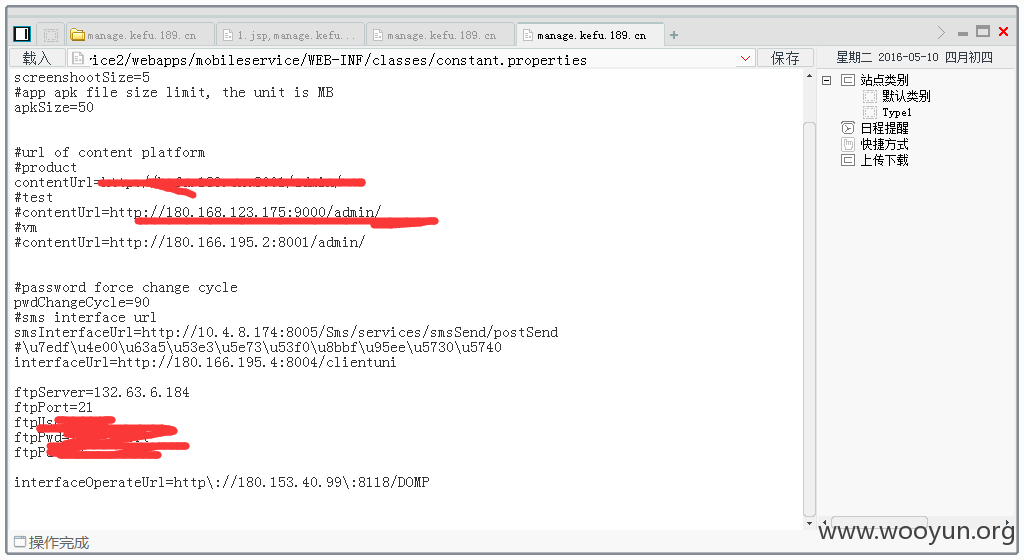 manage.kefu.189.cn
1.jsp,manage.kefu...
manage.kefu.189.cn
manage.kefu.189.cn
载入
ice2/webapps/mobileservice/WEB-INF/classes/constant.properties
保存
星期二 2016-05-10 四月初四
screenshootSize=5
#app apk file size limit, the unit is MB
apkSize=50
#url of content platform
#product
contentUrl=
#test
#contentUrl=http://180.168.123.175:9000/admin/
#vm
#contentUrl=http://180.166.195.2:8001/admin/
#password force change cycle
pwdChangeCycle=90
#sms interface url
smsInterfaceUrl=http://10.4.8.174:8005/Sms/services/smsSend/postSend
#\u7edf\u4e00\u63a5\u53e3\u5e73\u53f0\u8bbf\u95ee\u5730\u5740
interfaceUrl=http://180.166.195.4:8004/clientuni
ftpServer=132.63.6.184
ftpPort=21
ftpUs
ftpPwd=
ftpP
interfaceOperateUrl=http\://180.153.40.99\:8118/DOMP
站点类别
默认类别
Type1
日程提醒
快捷方式
上传下载
操作完成
www.wooyun.org